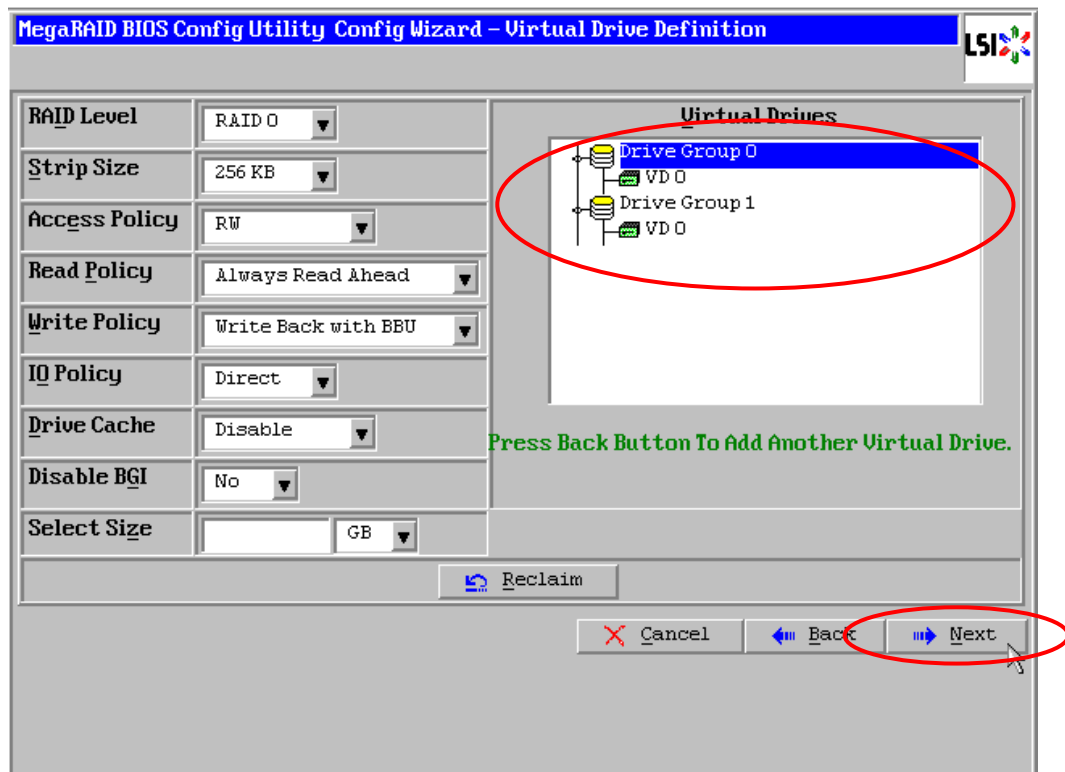 MegaRAID BIOS Config Utility Config Wizard – Virtual Drive Definition
LSI
RAID Level
RAID 0
Strip Size
256 KB
Access Policy
RW
Read Policy
Always Read Ahead
Write Policy
Write Back with BBU
IO Policy
Direct
Drive Cache
Disable
Disable BGI
No
Select Size
GB
Virtual Drives
Drive Group 0
VD 0
Drive Group 1
VD 0
Press Back Button To Add Another Virtual Drive.
Reclaim
Cancel
Back
Next